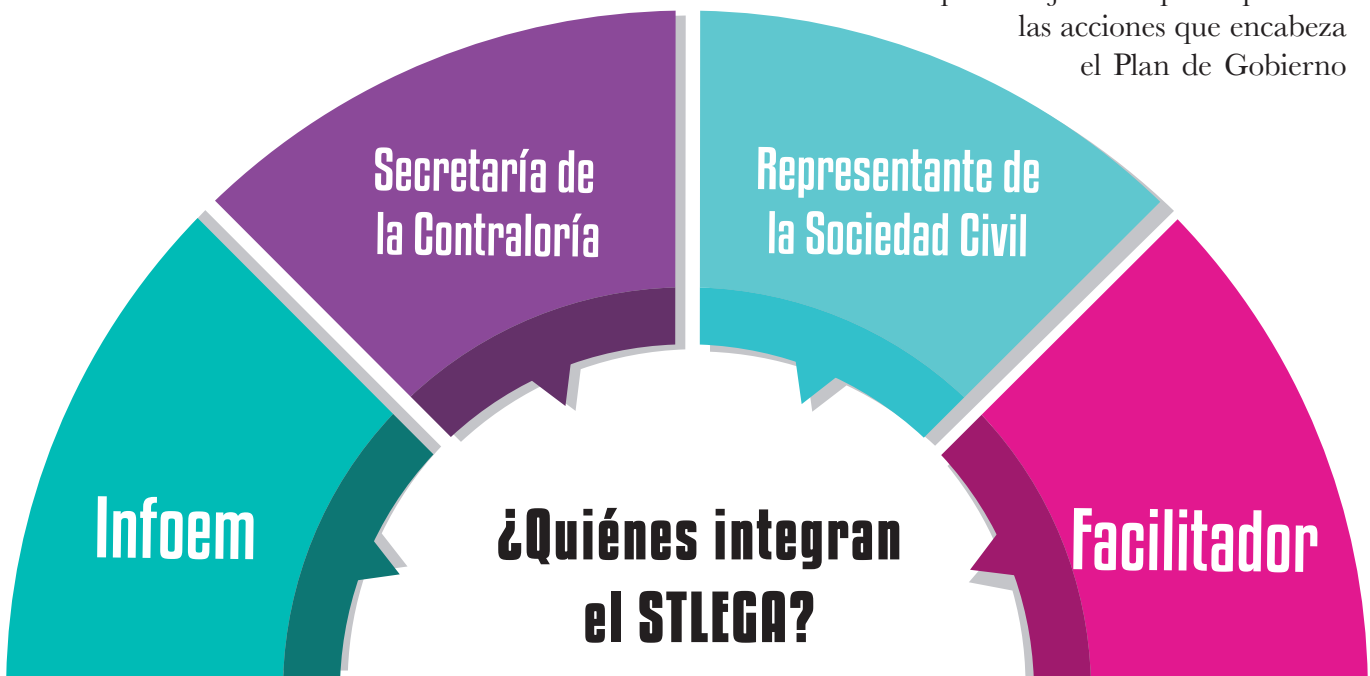 las acciones que encabeza
el Plan de Gobierno
Secretaría de
la Contraloría
Representante de
la Sociedad Civil
Infoem
Facilitador
¿Quiénes integran
el STLEGA?